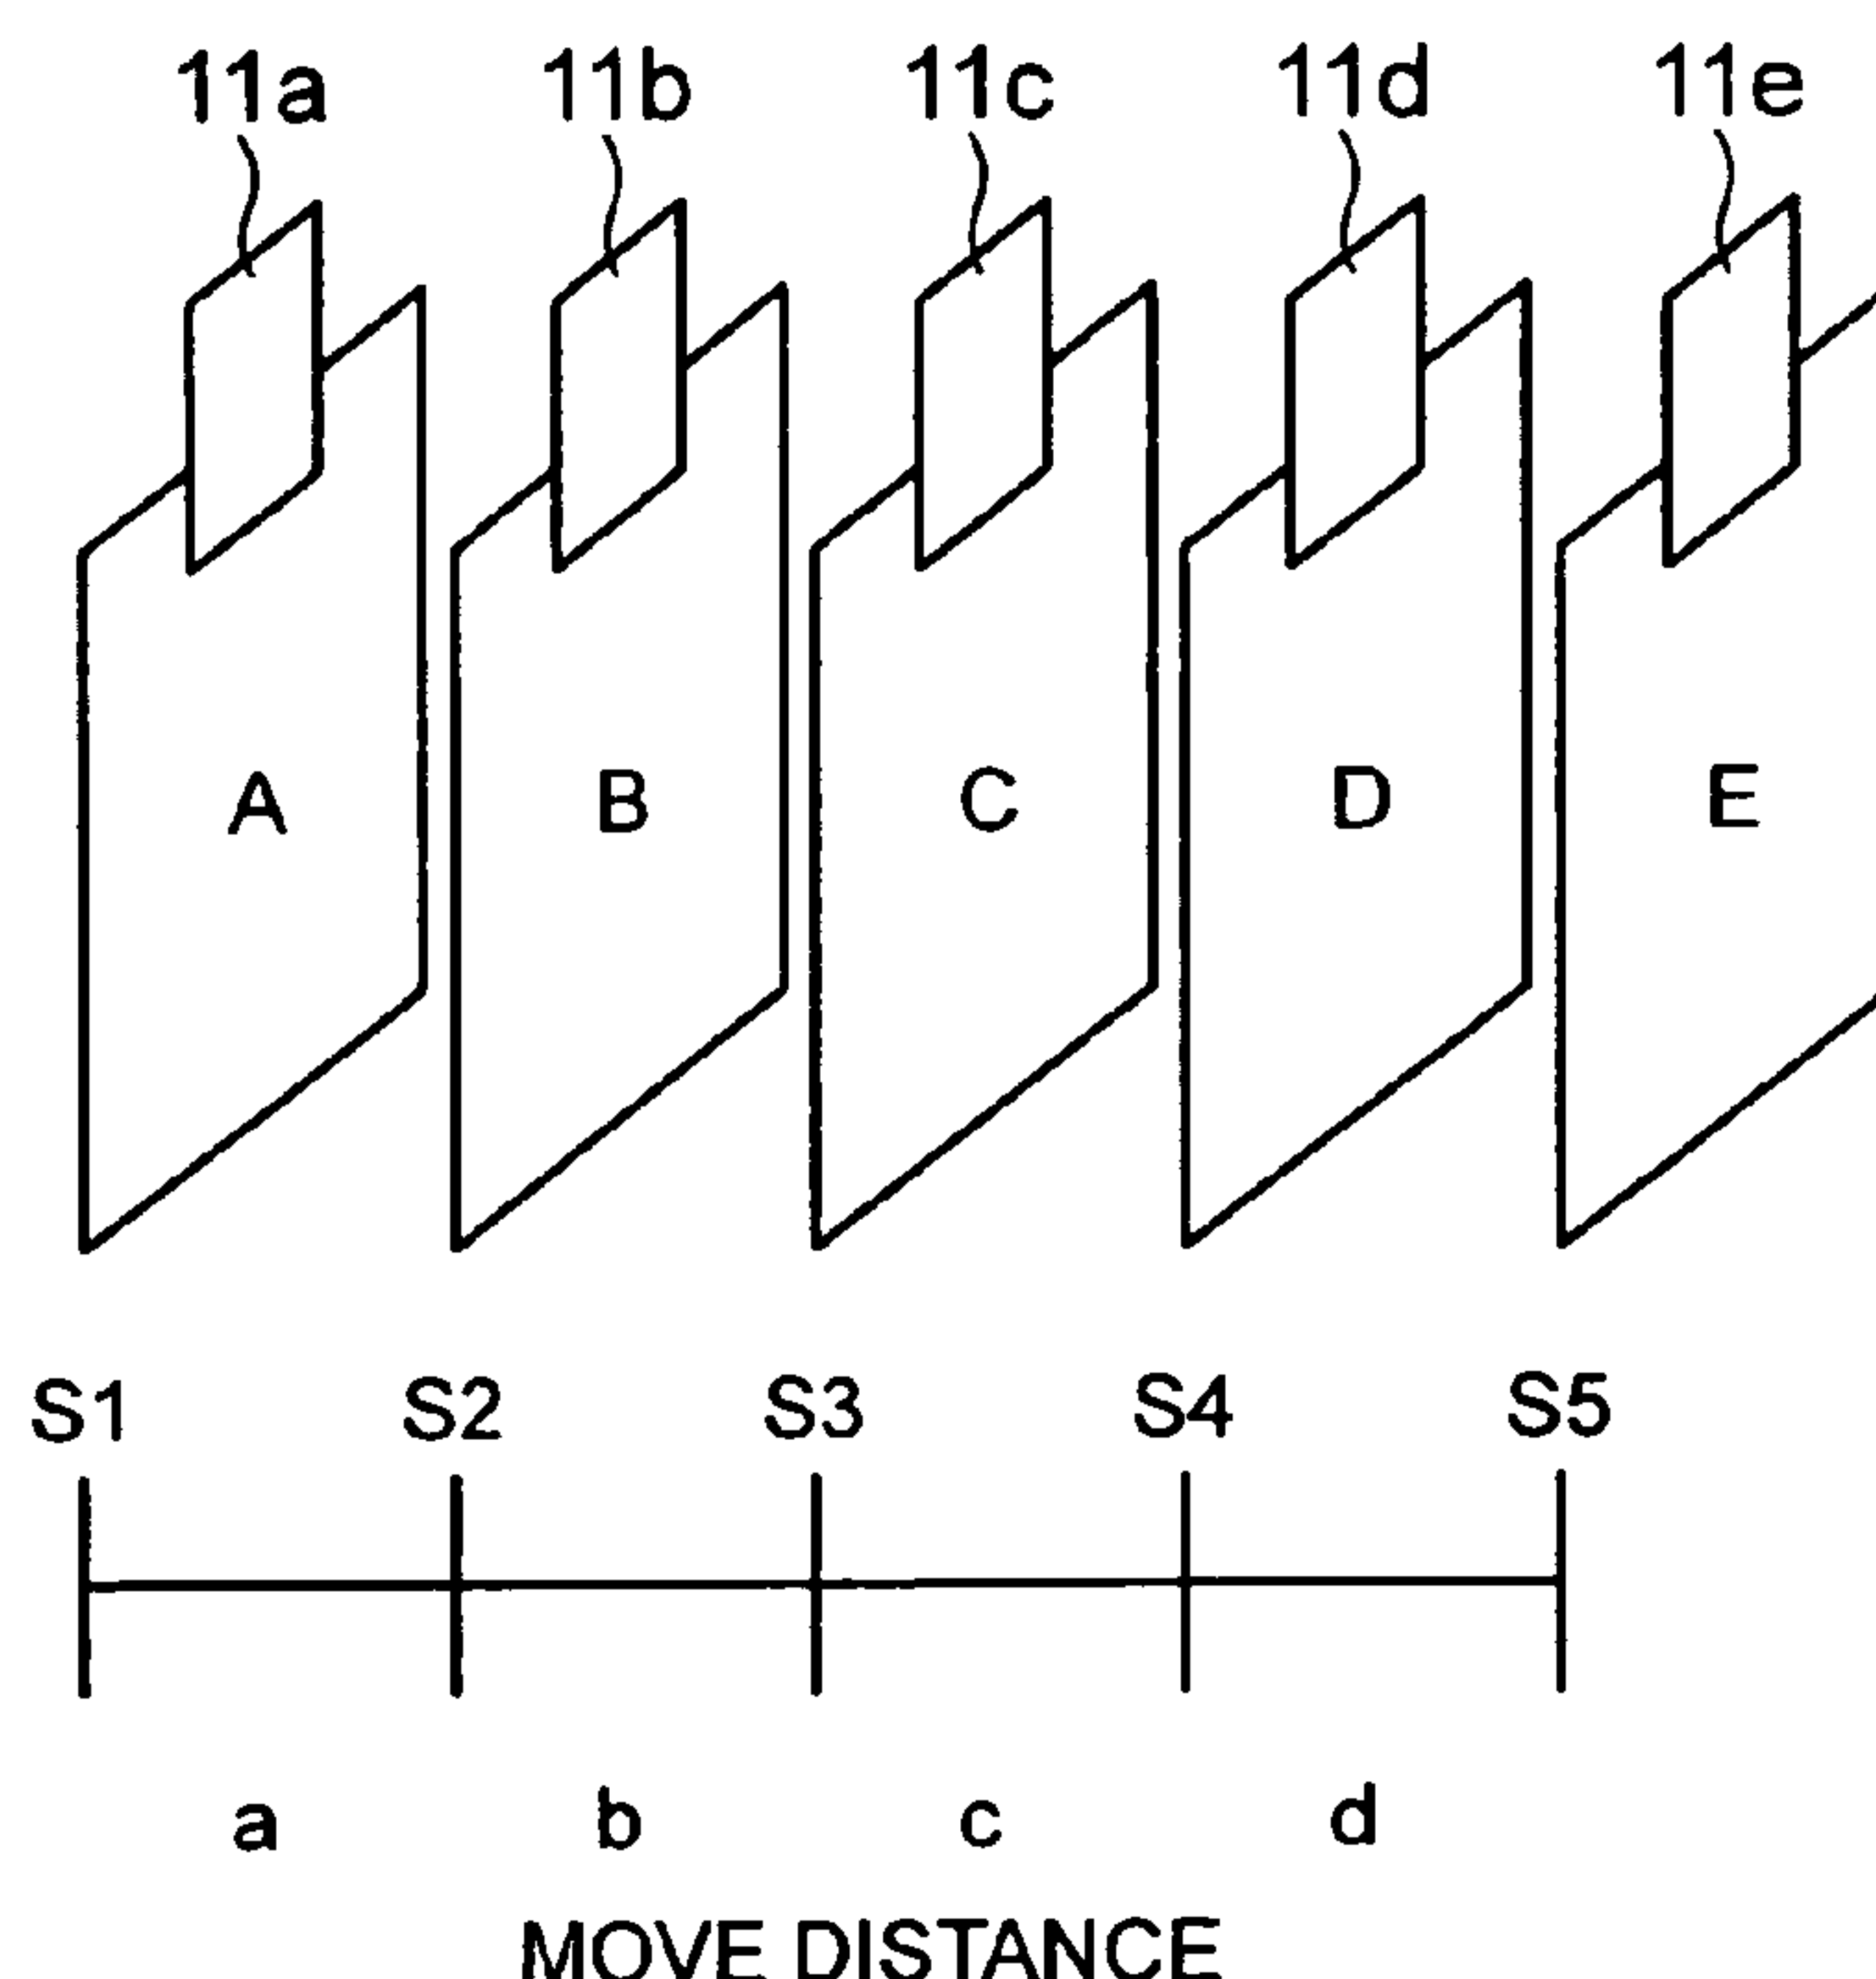 11a 11b 11c 11d 11e
A B C D E
S1 S2 S3 S4 S5
a b c d
MOVE DISTANCE